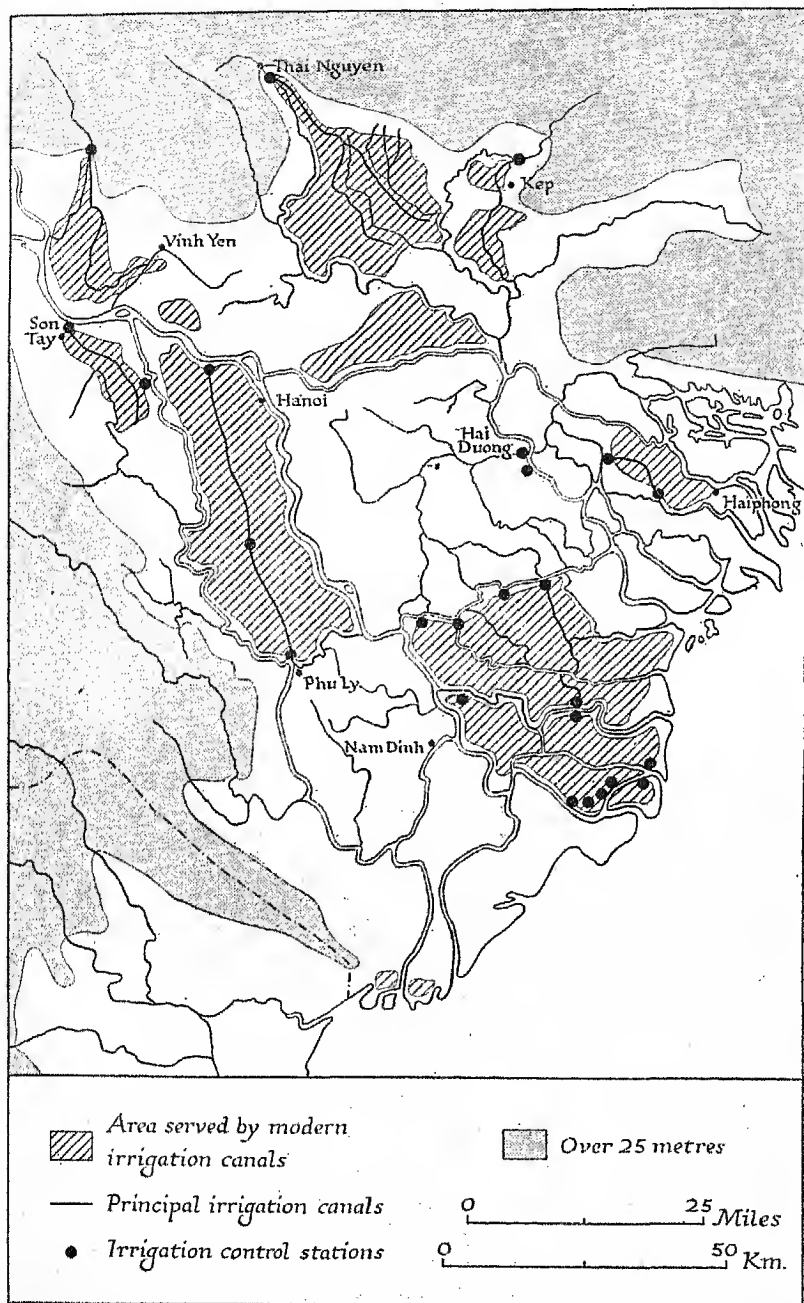 Thai Nguyen
Kep
Vinh Yen
Son
Tay
Hanoi
Hai
Duong
Haiphong
Phu Ly
Nam Dinh
Area served by modern
irrigation canals
Over 25 metres
Principal irrigation canals
0 25 Miles
Irrigation control stations
0 50 Km.